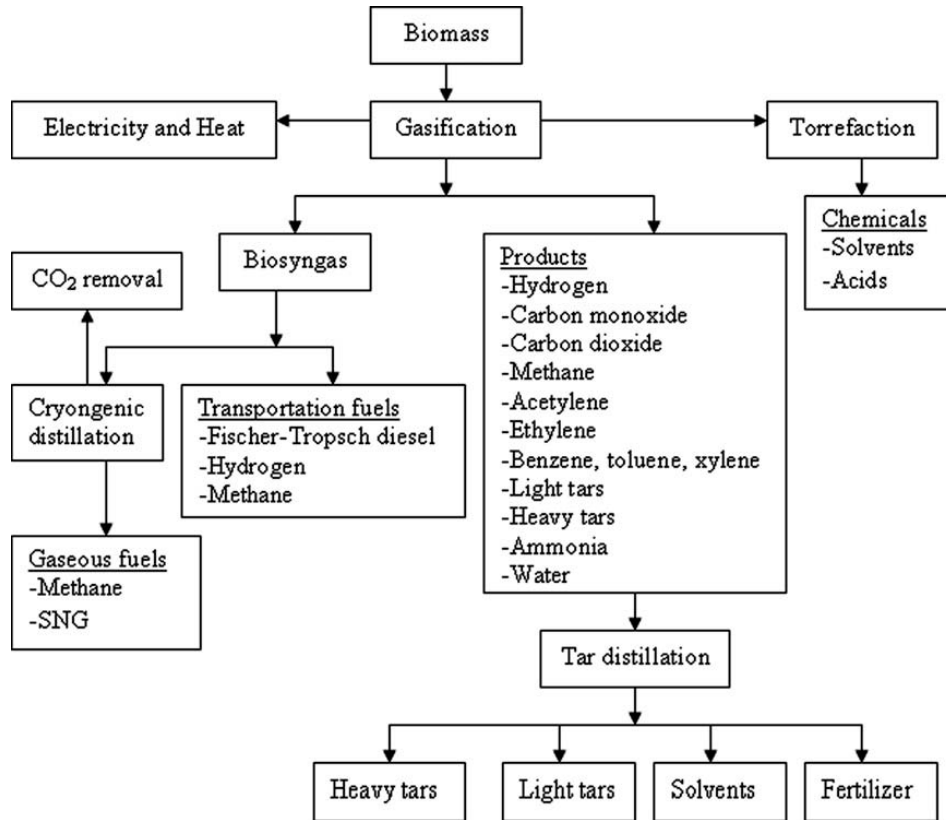 Biomass
Electricity and Heat
Gasification
Torrefaction
Biosyngas
Products
-Hydrogen
-Carbon monoxide
-Carbon dioxide
-Methane
-Acetylene
-Ethylene
-Benzene, toluene, xylene
-Light tars
-Heavy tars
-Ammonia
-Water
Chemicals
-Solvents
-Acids
CO₂ removal
Cryongenic
distillation
Transportation fuels
-Fischer-Tropsch diesel
-Hydrogen
-Methane
Gaseous fuels
-Methane
-SNG
Tar distillation
Heavy tars
Light tars
Solvents
Fertilizer